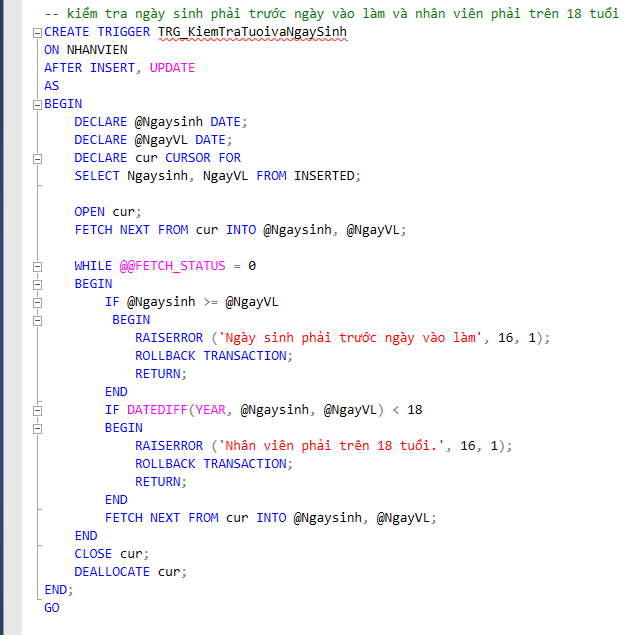 -- kiểm tra ngày sinh phải trước ngày vào làm và nhân viên phải trên 18 tuổi
CREATE TRIGGER TRG_KiemTraTuoivaNgaySinh
ON NHANVIEN
AFTER INSERT, UPDATE
AS
BEGIN
    DECLARE @Ngaysinh DATE;
    DECLARE @NgayVL DATE;
    DECLARE cur CURSOR FOR
    SELECT Ngaysinh, NgayVL FROM INSERTED;

    OPEN cur;
    FETCH NEXT FROM cur INTO @Ngaysinh, @NgayVL;

    WHILE @@FETCH_STATUS = 0
    BEGIN
        IF @Ngaysinh >= @NgayVL
         BEGIN
            RAISERROR ('Ngày sinh phải trước ngày vào làm', 16, 1);
            ROLLBACK TRANSACTION;
            RETURN;
        END
        IF DATEDIFF(YEAR, @Ngaysinh, @NgayVL) < 18
        BEGIN
            RAISERROR ('Nhân viên phải trên 18 tuổi.', 16, 1);
            ROLLBACK TRANSACTION;
            RETURN;
        END
        FETCH NEXT FROM cur INTO @Ngaysinh, @NgayVL;
    END
    CLOSE cur;
    DEALLOCATE cur;
END;
GO